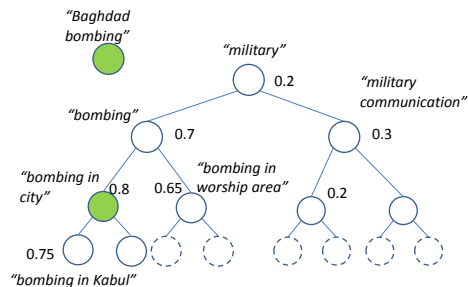 “Baghdad
bombing”
“military”
0.2
“military
communication”
“bombing”
0.7
0.3
“bombing in
city”
0.8
0.65
“bombing in
worship area”
0.2
0.75
“bombing in Kabul”